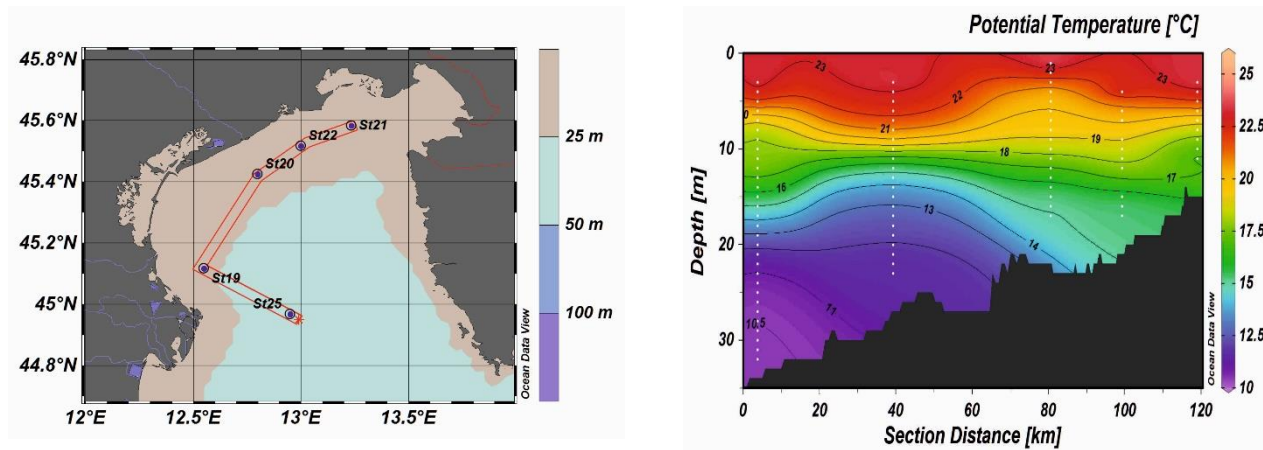 45.8°N
45.6°N
45.4°N
45.2°N
45°N
44.8°N
12°E
12.5°E
13°E
13.5°E
St21
St22
St20
St19
St25
25 m
50 m
100 m
Ocean Data View
Potential Temperature [°C]
0
10
20
30
Depth [m]
0
20
40
60
80
100
120
Section Distance [km]
23
23
23
22
21
0
19
18
17
16
14
13
11
10.5
25
22.5
20
17.5
15
12.5
10
Ocean Data View